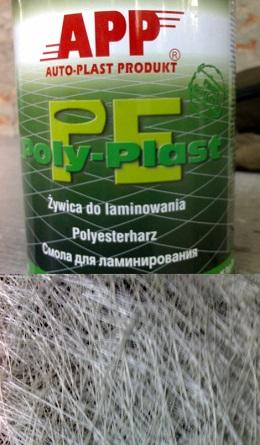 APP ®
AUTO-PLAST PRODUKT
PE
Poly-Plast
Żywica do laminowania
Polyesterharz
Смола для ламинирования